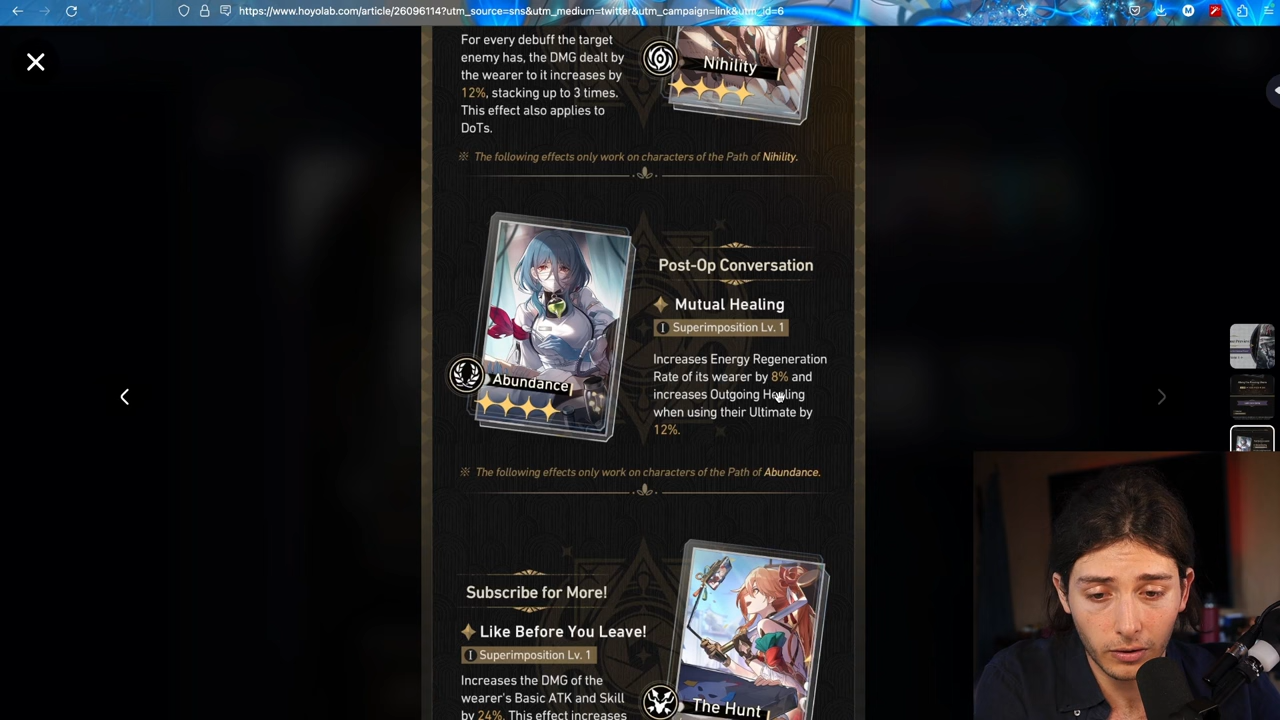 https://www.hoyolab.com/article/26096114?utm_source=sns&utm_medium=twitter&utm_campaign=link&utm_id=6
For every debuff the target
enemy has, the DMG dealt by
the wearer to it increases by
12%, stacking up to 3 times.
This effect also applies to
DoTs.
Nihility
※ The following effects only work on characters of the Path of Nihility.
Abundance
Post-Op Conversation
Mutual Healing
I Superimposition Lv. 1
Increases Energy Regeneration
Rate of its wearer by 8% and
increases Outgoing Healing
when using their Ultimate by
12%.
※ The following effects only work on characters of the Path of Abundance.
Subscribe for More!
Like Before You Leave!
I Superimposition Lv. 1
Increases the DMG of the
wearer's Basic ATK and Skill
by 24%. This effect increases
The Hunt